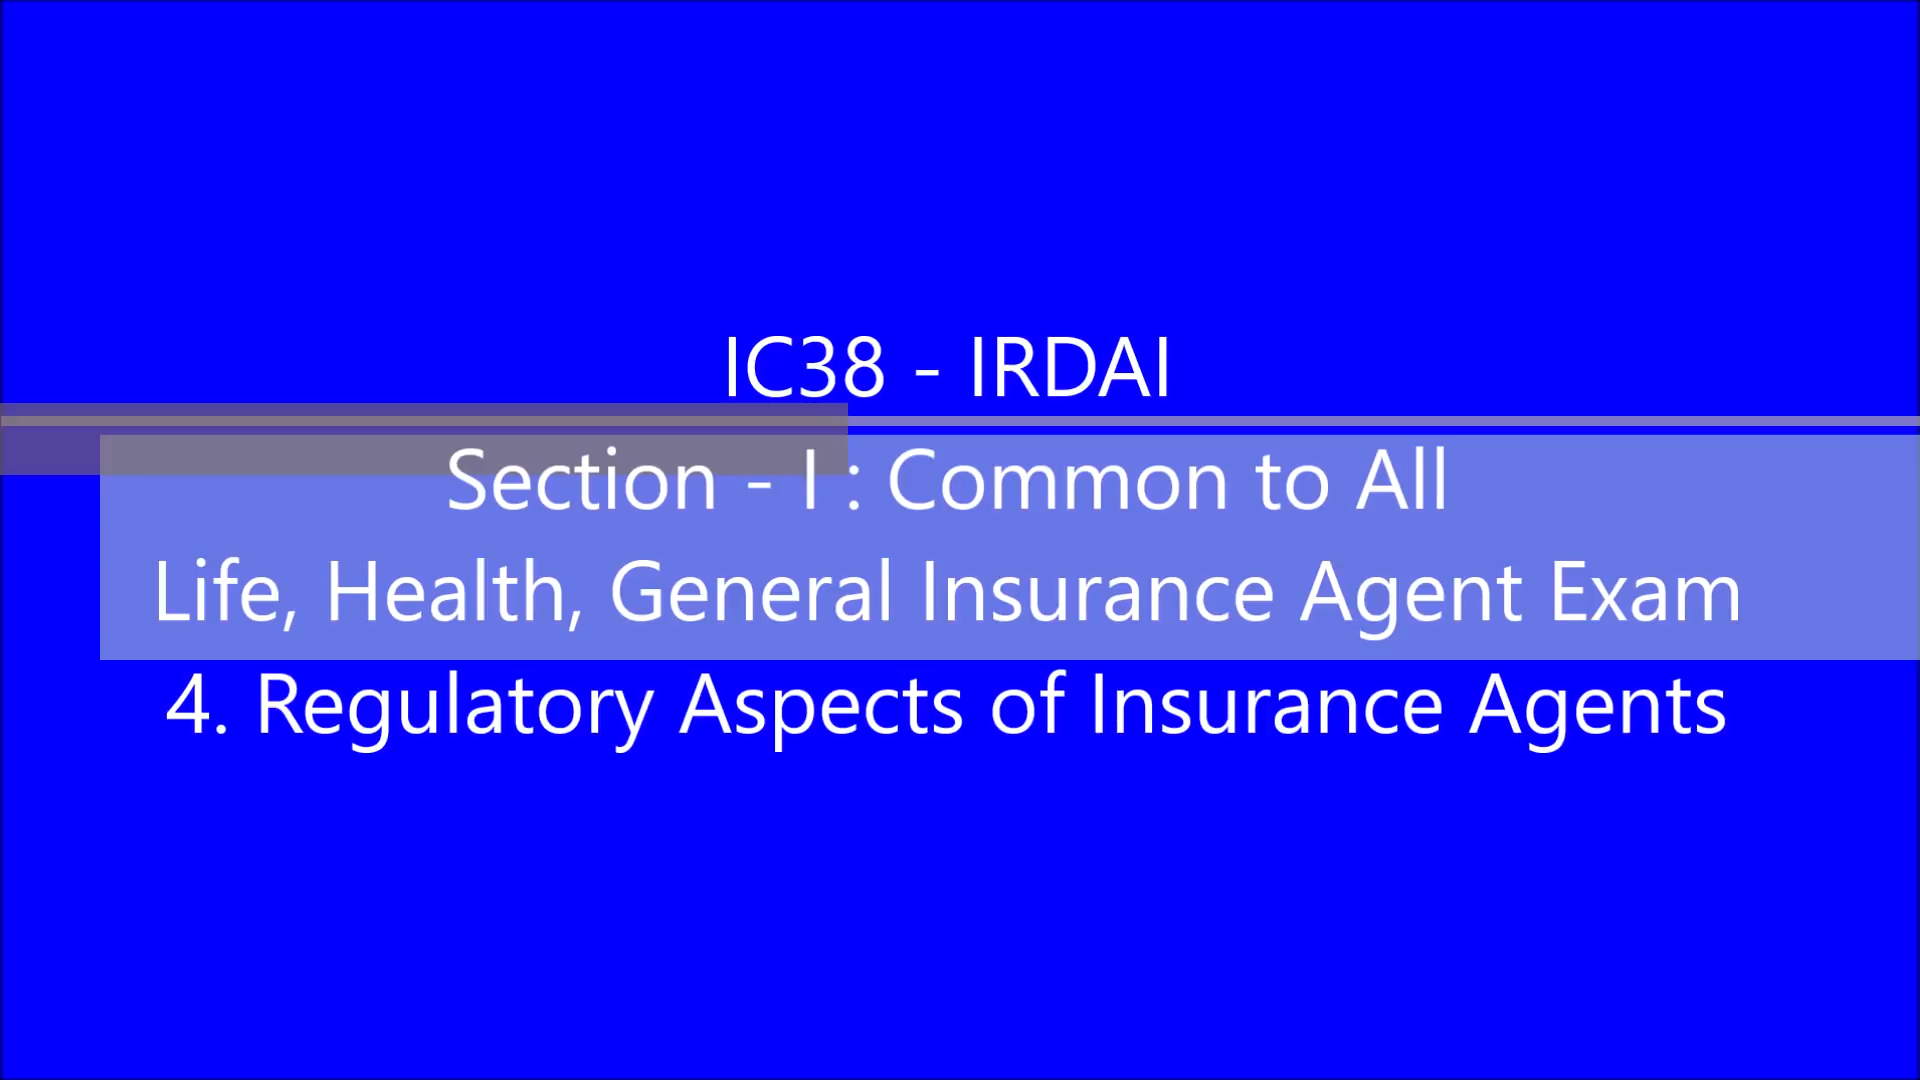 IC38 - IRDAI
Section - I : Common to All
Life, Health, General Insurance Agent Exam
4. Regulatory Aspects of Insurance Agents